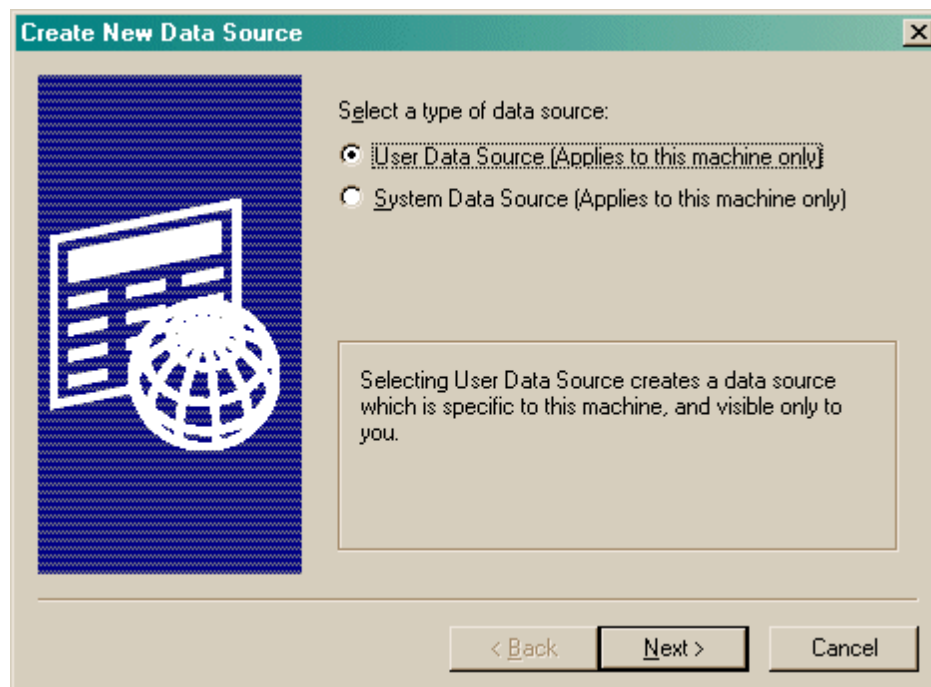 Create New Data Source
Select a type of data source:
User Data Source (Applies to this machine only)
System Data Source (Applies to this machine only)
Selecting User Data Source creates a data source
which is specific to this machine, and visible only to
you.
< Back
Next >
Cancel